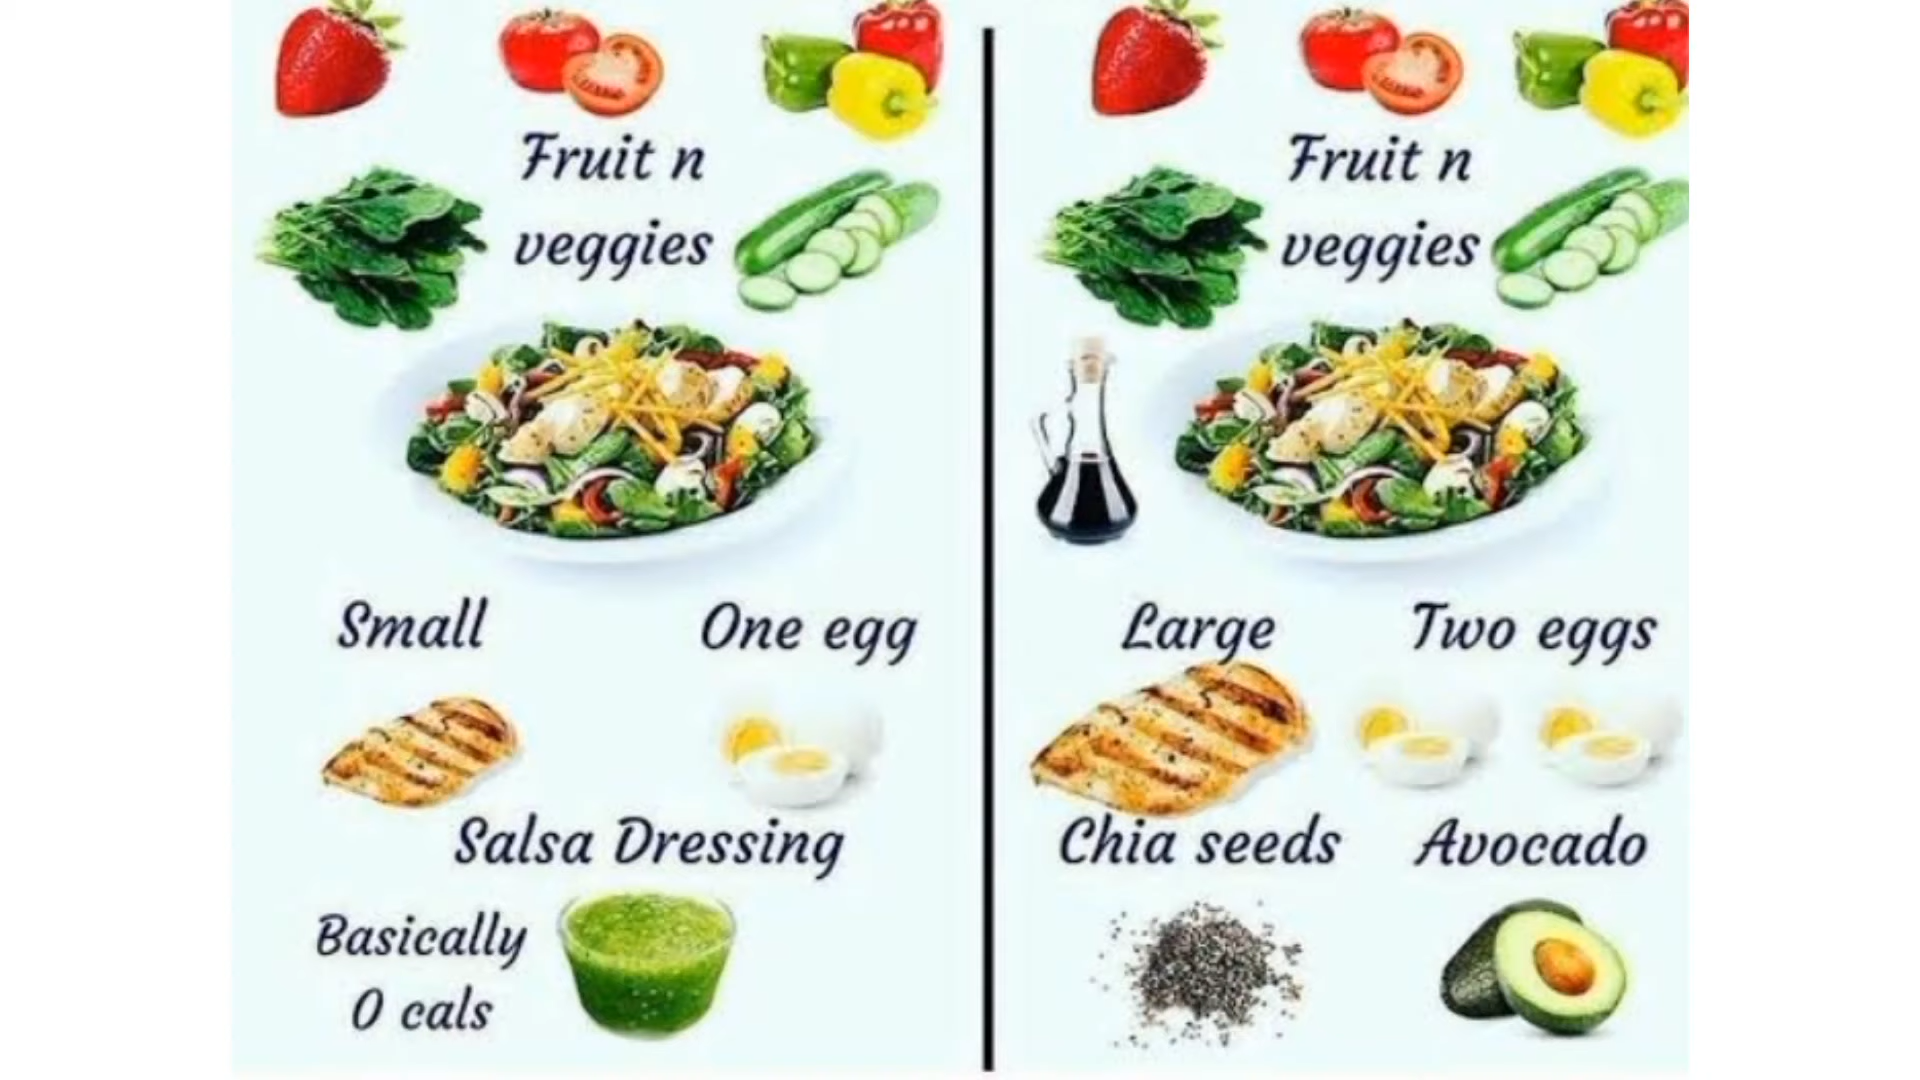 Fruit n
veggies
Small
One egg
Salsa Dressing
Basically
0 cals
Fruit n
veggies
Large
Two eggs
Chia seeds
Avocado